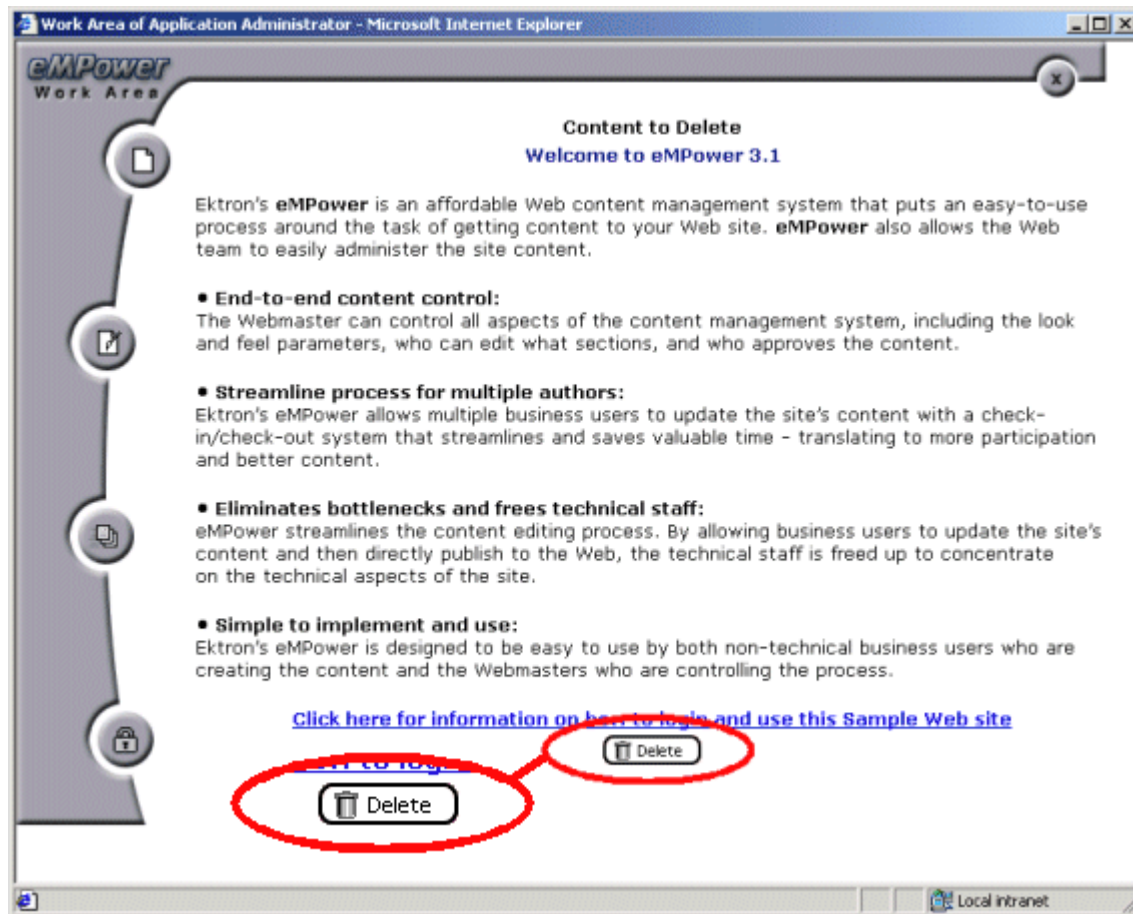 Work Area of Application Administrator - Microsoft Internet Explorer
eMPower
Work Area
x
Content to Delete
Welcome to eMPower 3.1
Ektron's eMPower is an affordable Web content management system that puts an easy-to-use
process around the task of getting content to your Web site. eMPower also allows the Web
team to easily administer the site content.
• End-to-end content control:
The Webmaster can control all aspects of the content management system, including the look
and feel parameters, who can edit what sections, and who approves the content.
• Streamline process for multiple authors:
Ektron's eMPower allows multiple business users to update the site's content with a check-
in/check-out system that streamlines and saves valuable time - translating to more participation
and better content.
• Eliminates bottlenecks and frees technical staff:
eMPower streamlines the content editing process. By allowing business users to update the site's
content and then directly publish to the Web, the technical staff is freed up to concentrate
on the technical aspects of the site.
• Simple to implement and use:
Ektron's eMPower is designed to be easy to use by both non-technical business users who are
creating the content and the Webmasters who are controlling the process.
Click here for information on how to login and use this Sample Web site
Delete
to
Delete
Local intranet